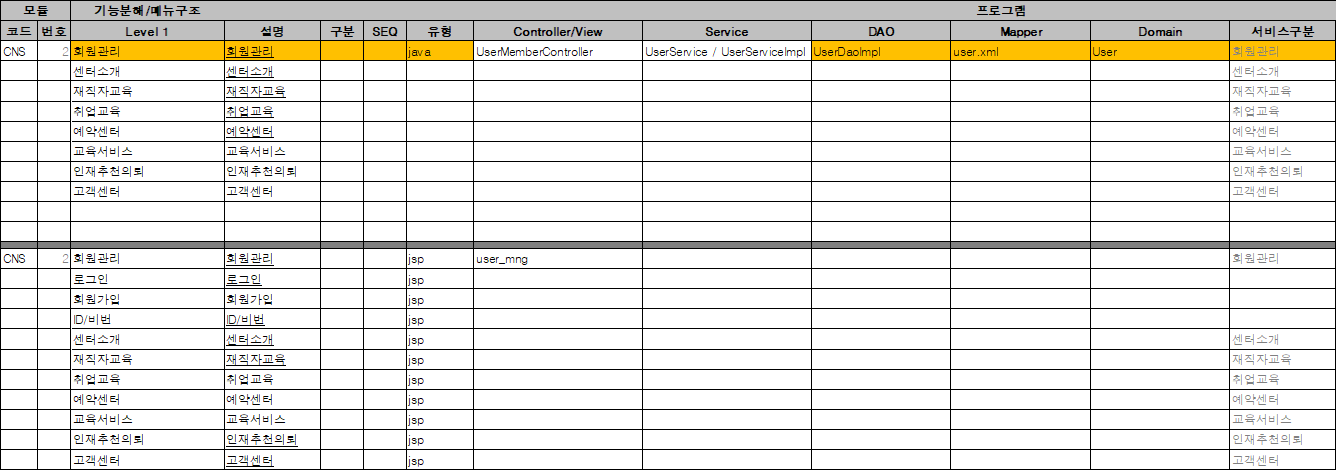 모듈 기능분해/메뉴구조 프로그램
코드 번호 Level 1 설명 구분 SEQ 유형 Controller/View Service DAO Mapper Domain 서비스구분
CNS 2 회원관리 회원관리 java UserMemberController UserService / UserServiceImpl UserDaoImpl user.xml User 회원관리
센터소개 센터소개 센터소개
재직자교육 재직자교육 재직자교육
취업교육 취업교육 취업교육
예약센터 예약센터 예약센터
교육서비스 교육서비스 교육서비스
인재추천의뢰 인재추천의뢰 인재추천의뢰
고객센터 고객센터 고객센터
CNS 2 회원관리 회원관리 jsp user_mng 회원관리
로그인 로그인 jsp
회원가입 회원가입 jsp
ID/비번 ID/비번 jsp
센터소개 센터소개 jsp 센터소개
재직자교육 재직자교육 jsp 재직자교육
취업교육 취업교육 jsp 취업교육
예약센터 예약센터 jsp 예약센터
교육서비스 교육서비스 jsp 교육서비스
인재추천의뢰 인재추천의뢰 jsp 인재추천의뢰
고객센터 고객센터 jsp 고객센터